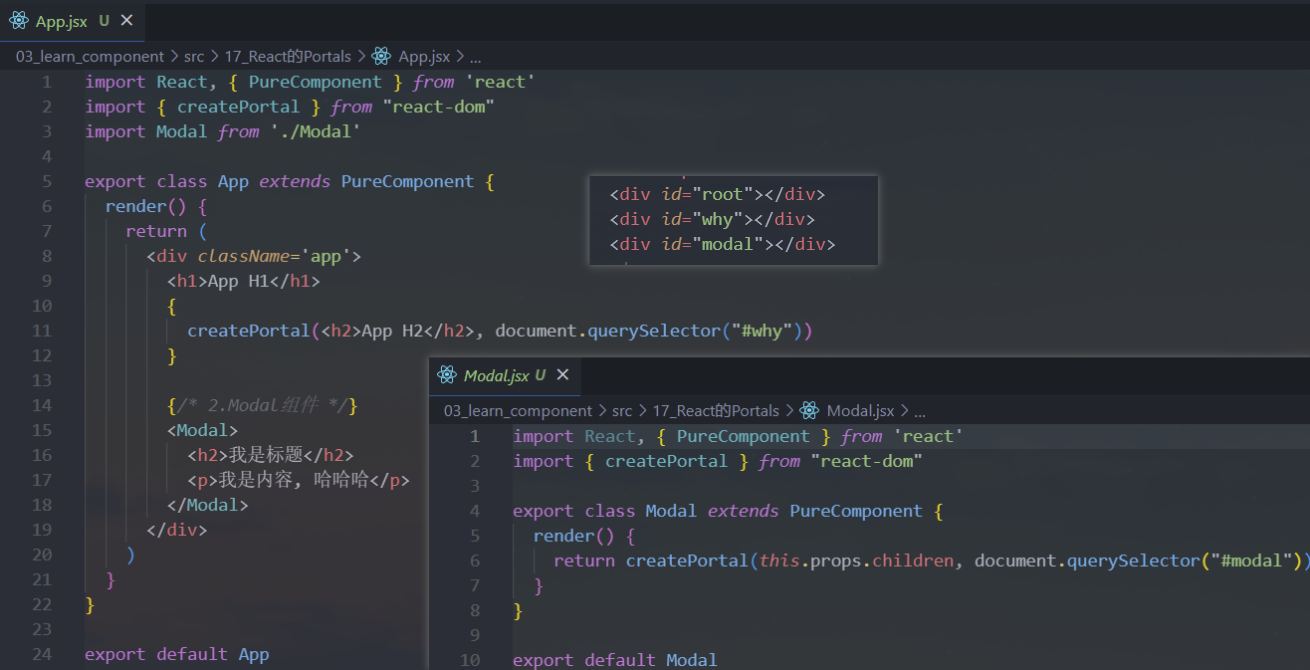 App.jsx U ×
03_learn_component > src > 17_React的Portals > App.jsx > ...
1 import React, { PureComponent } from 'react'
2 import { createPortal } from "react-dom"
3 import Modal from './Modal'
4
5 export class App extends PureComponent {
6 render() {
7 return (
8 <div className='app'>
9 <h1>App H1</h1>
10 {
11 createPortal(<h2>App H2</h2>, document.querySelector("#why"))
12 }
13
14 {/* 2.Modal组件 */}
15 <Modal>
16 <h2>我是标题</h2>
17 <p>我是内容, 哈哈哈</p>
18 </Modal>
19 </div>
20 )
21 }
22 }
23
24 export default App
<div id="root"></div>
<div id="why"></div>
<div id="modal"></div>
Modal.jsx U ×
03_learn_component > src > 17_React的Portals > Modal.jsx > ...
1 import React, { PureComponent } from 'react'
2 import { createPortal } from "react-dom"
3
4 export class Modal extends PureComponent {
5 render() {
6 return createPortal(this.props.children, document.querySelector("#modal"))
7 }
8 }
9
10 export default Modal